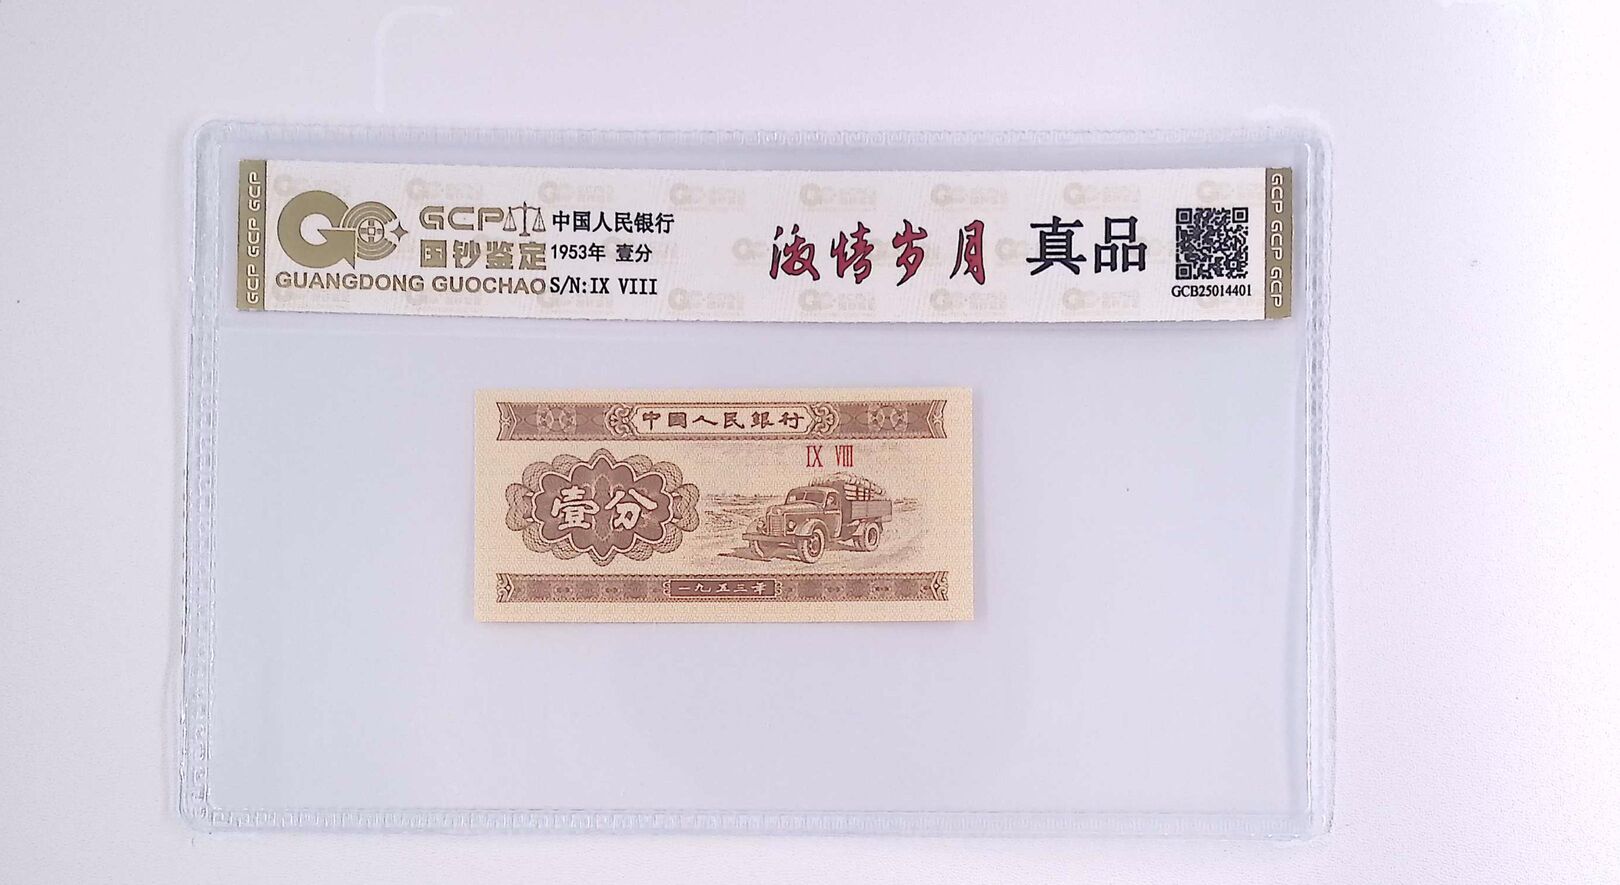 GCP GCP GCP
GCP
国钞鉴定
GUANGDONG GUOCHAO
中国人民银行
1953年 壹分
S/N:IX VIII
激情岁月
真品
GCB25014401
GCP GCP GCP
中国人民銀行
IX VIII
壹分
一九五三年